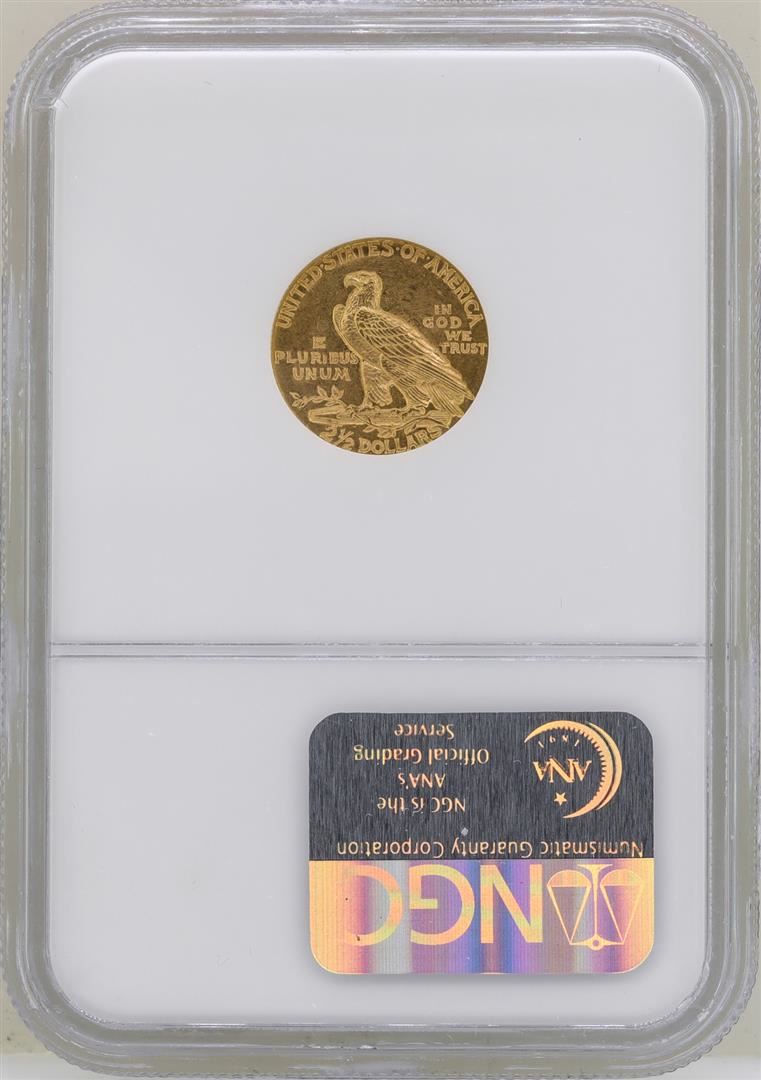 UNITED·STATES·OF·AMERICA
E
PLURIBUS
UNUM
IN
GOD
WE
TRUST
2½ DOLLARS
NGC
Numismatic Guaranty Corporation
NGC is the
ANA's
Official Grading
Service
ANA
1891